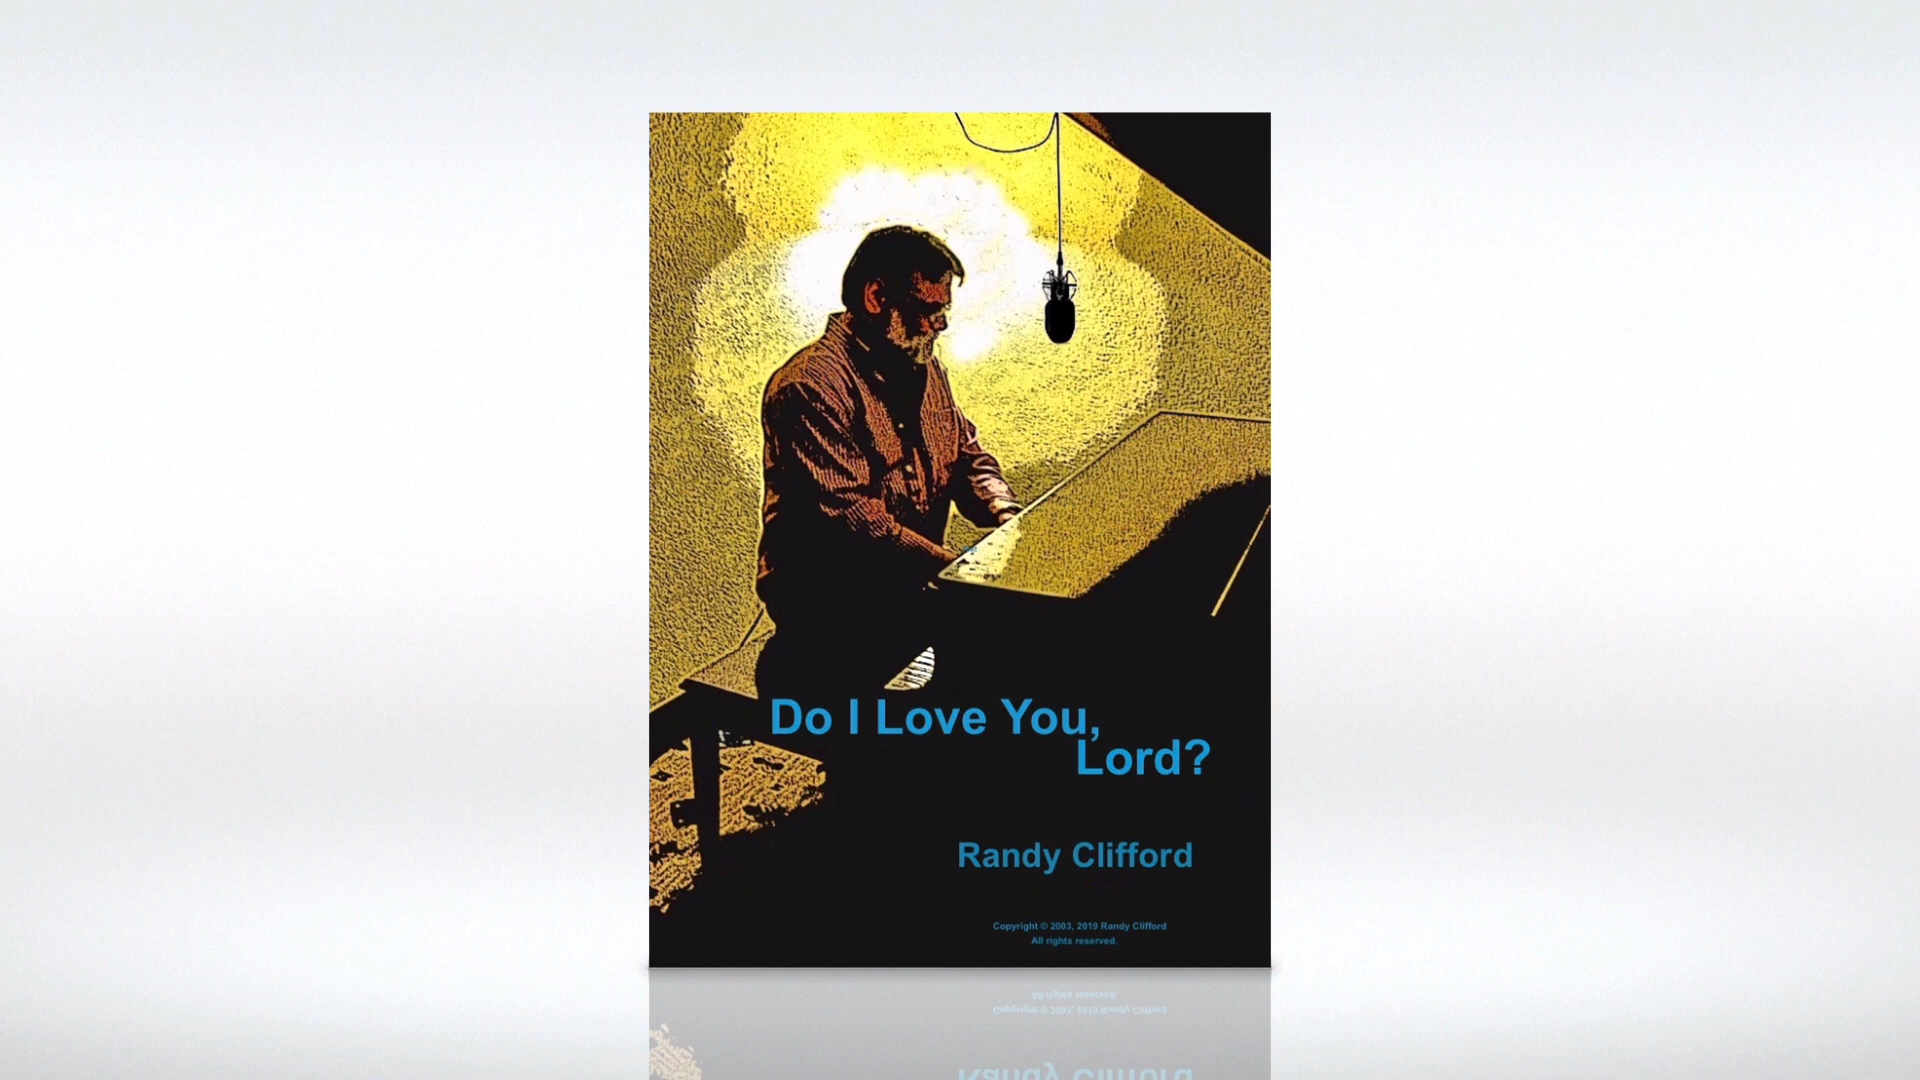 Do I Love You,
Lord?
Randy Clifford
Copyright © 2003, 2019 Randy Clifford
All rights reserved.